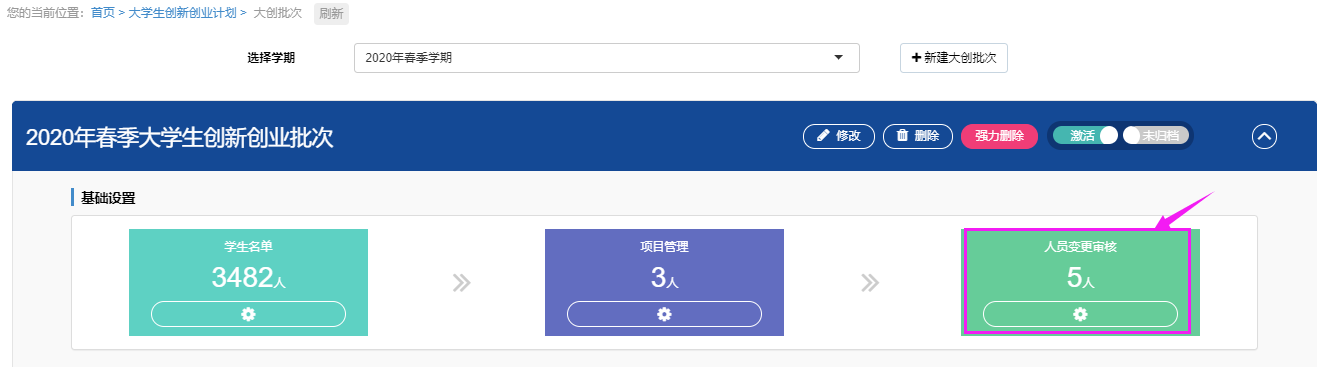 您的当前位置：首页 > 大学生创新创业计划 > 大创批次 刷新
选择学期 2020年春季学期 新建大创批次
2020年春季大学生创新创业批次 修改 删除 强力删除 激活 未归档
基础设置
学生名单 项目管理 人员变更审核
3482人 3人 5人